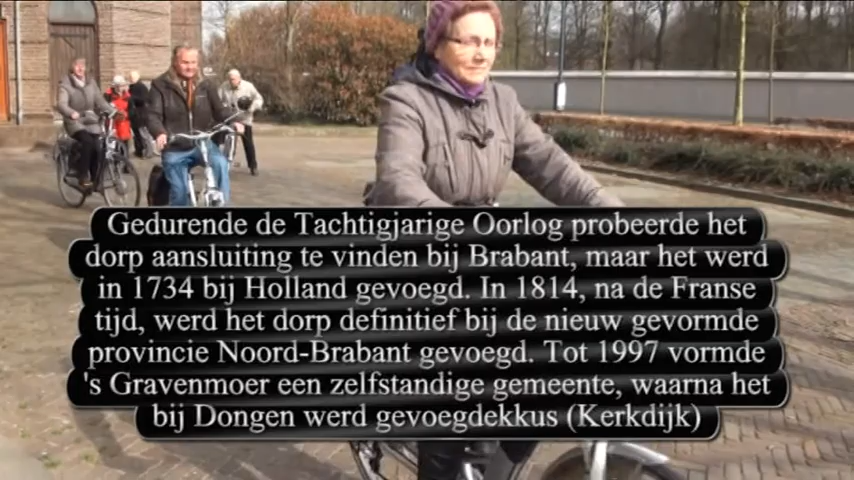 Gedurende de Tachtigjarige Oorlog probeerde het
dorp aansluiting te vinden bij Brabant, maar het werd
in 1734 bij Holland gevoegd. In 1814, na de Franse
tijd, werd het dorp definitief bij de nieuw gevormde
provincie Noord-Brabant gevoegd. Tot 1997 vormde
's Gravenmoer een zelfstandige gemeente, waarna het
bij Dongen werd gevoegdekkus (Kerkdijk)